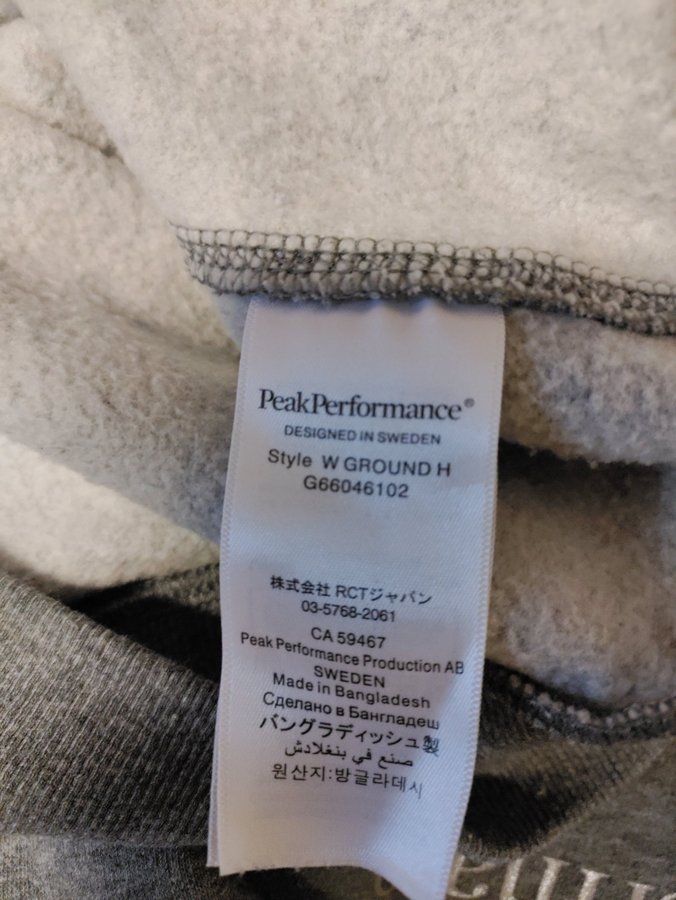 PeakPerformance®
DESIGNED IN SWEDEN
Style W GROUND H
G66046102
株式会社 RCTジャパン
03-5768-2061
CA 59467
Peak Performance Production AB
SWEDEN
Made in Bangladesh
Сделано в Бангладеш
バングラディッシュ製
صنع في بنغلادش
원산지:방글라데시